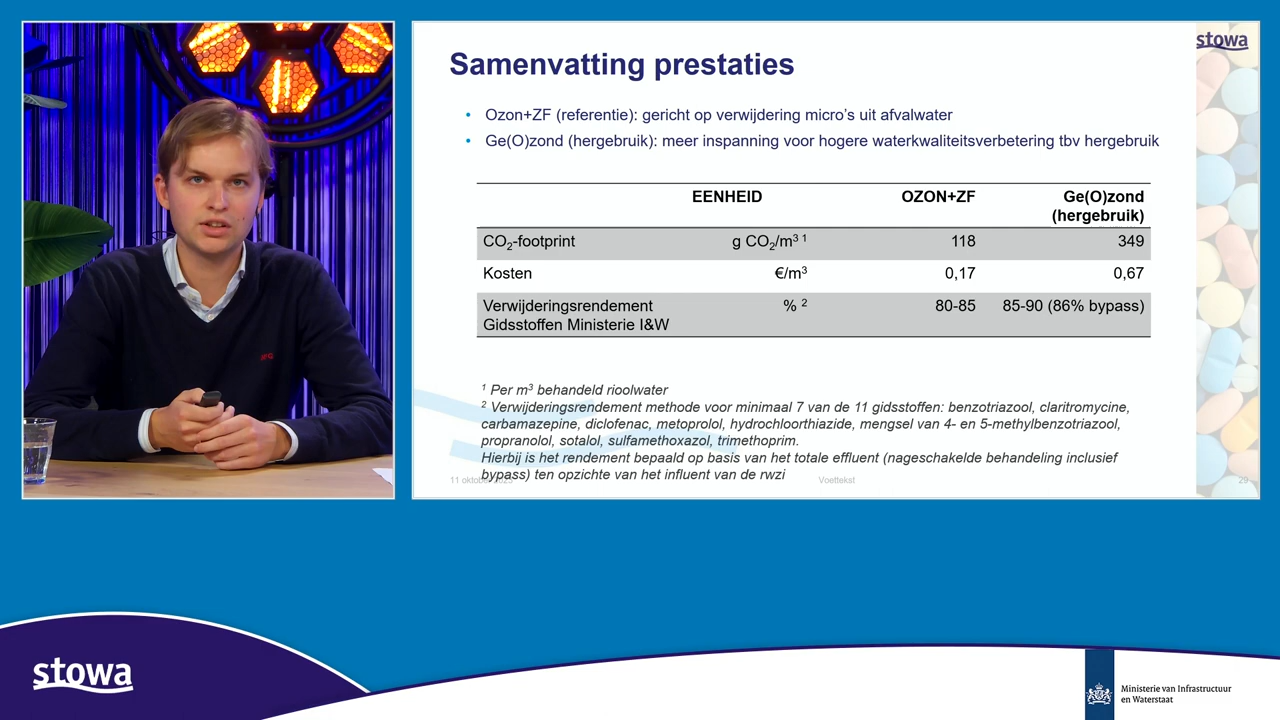 stowa
Samenvatting prestaties
• Ozon+ZF (referentie): gericht op verwijdering micro's uit afvalwater
• Ge(O)zond (hergebruik): meer inspanning voor hogere waterkwaliteitsverbetering tbv hergebruik
EENHEID OZON+ZF Ge(O)zond
(hergebruik)
CO₂-footprint g CO₂/m³ ¹ 118 349
Kosten €/m³ 0,17 0,67
Verwijderingsrendement % ² 80-85 85-90 (86% bypass)
Gidsstoffen Ministerie I&W
¹ Per m³ behandeld rioolwater
² Verwijderingsrendement methode voor minimaal 7 van de 11 gidsstoffen: benzotriazool, claritromycine,
carbamazepine, diclofenac, metoprolol, hydrochloorthiazide, mengsel van 4- en 5-methylbenzotriazool,
propranolol, sotalol, sulfamethoxazol, trimethoprim.
Hierbij is het rendement bepaald op basis van het totale effluent (nageschakelde behandeling inclusief
bypass) ten opzichte van het influent van de rwzi
11 oktober
Voettekst
29
stowa
Ministerie van Infrastructuur
en Waterstaat